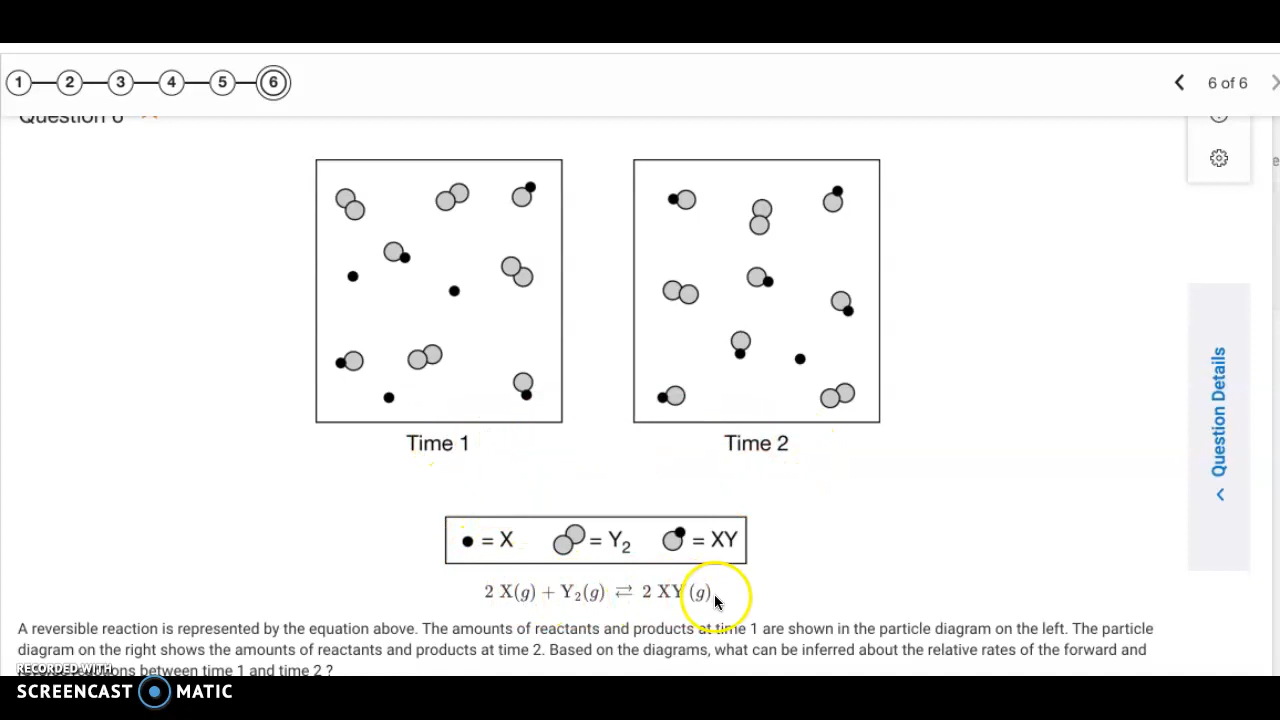 1 2 3 4 5 6
6 of 6
Question 6
Time 1
Time 2
= X = Y₂ = XY
2 X(g) + Y₂(g) ⇄ 2 XY (g)
A reversible reaction is represented by the equation above. The amounts of reactants and products at time 1 are shown in the particle diagram on the left. The particle
diagram on the right shows the amounts of reactants and products at time 2. Based on the diagrams, what can be inferred about the relative rates of the forward and
between time 1 and time 2 ?
Question Details
RECORDED WITH
SCREENCAST MATIC